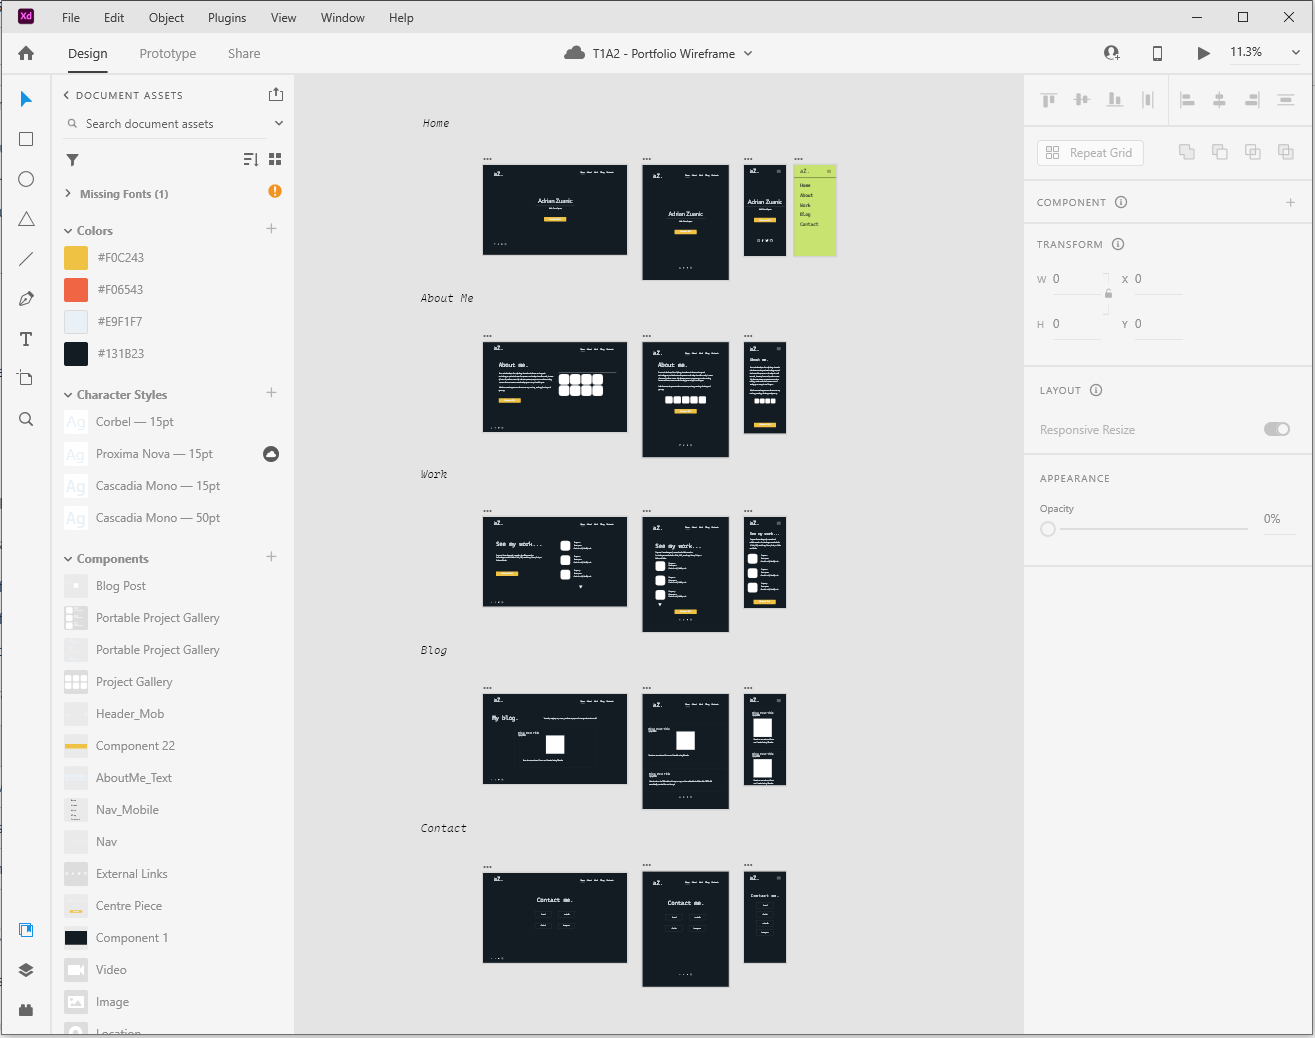 Xd File Edit Object Plugins View Window Help
Design Prototype Share
T1A2 - Portfolio Wireframe
11.3%
DOCUMENT ASSETS
Search document assets
Missing Fonts (1)
Colors
#F0C243
#F06543
#E9F1F7
#131B23
Character Styles
Ag Corbel — 15pt
Ag Proxima Nova — 15pt
Ag Cascadia Mono — 15pt
Ag Cascadia Mono — 50pt
Components
Blog Post
Portable Project Gallery
Portable Project Gallery
Project Gallery
Header_Mob
Component 22
AboutMe_Text
Nav_Mobile
Nav
External Links
Centre Piece
Component 1
Video
Image
Location
Home
aZ.
Adrian Zuanic
aZ.
Adrian Zuanic
aZ.
Adrian Zuanic
aZ.
Home
About
Work
Blog
Contact
About Me
aZ.
About me.
aZ.
About me.
aZ.
About me.
Work
aZ.
See my work...
aZ.
See my work...
aZ.
See my work...
Blog
aZ.
My blog.
aZ.
aZ.
Contact
aZ.
Contact me.
aZ.
Contact me.
aZ.
Contact me.
Repeat Grid
COMPONENT
TRANSFORM
W 0 X 0
H 0 Y 0
LAYOUT
Responsive Resize
APPEARANCE
Opacity
0%